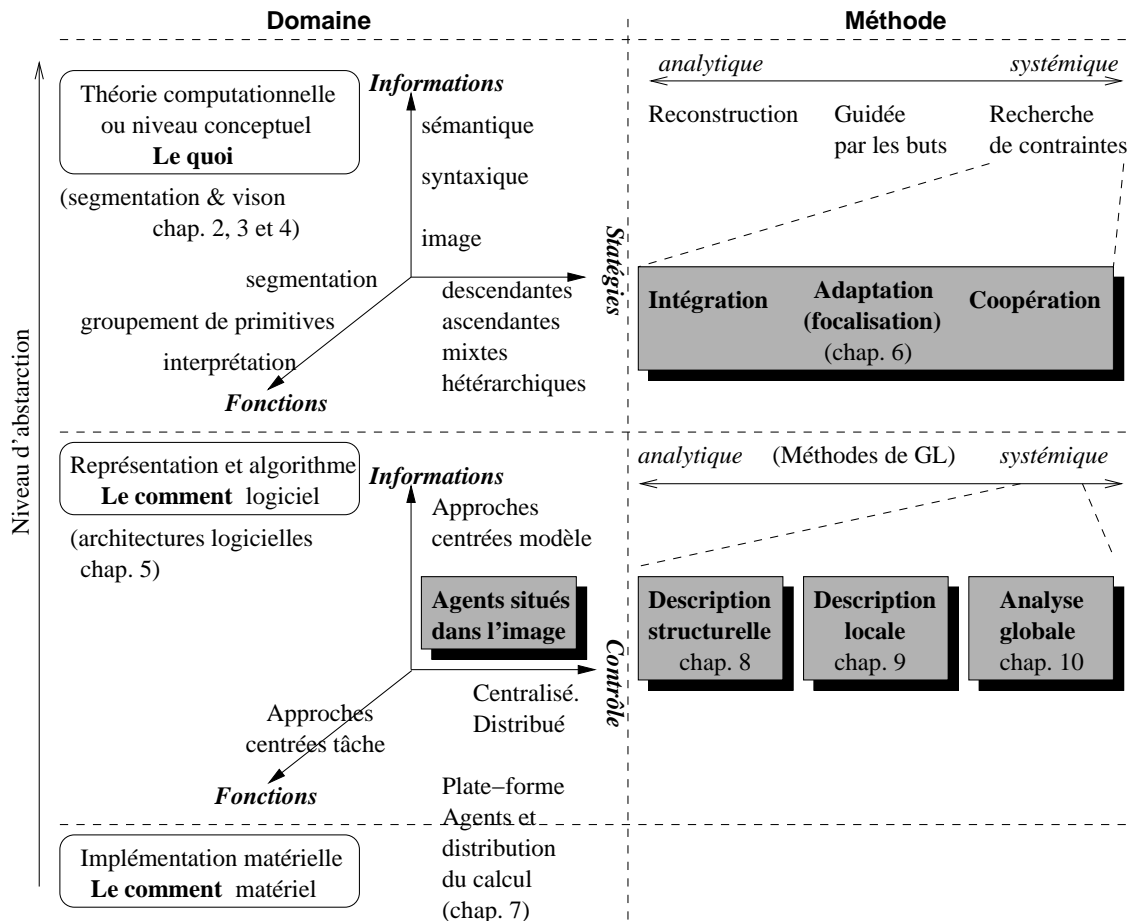 Domaine
Méthode
Niveau d'abstarction
Théorie computationnelle
ou niveau conceptuel
Le quoi
(segmentation & vison
chap. 2, 3 et 4)
Informations
sémantique
syntaxique
image
segmentation
groupement de primitives
interprétation
Fonctions
descendantes
ascendantes
mixtes
hétérarchiques
Statégies
analytique
systémique
Reconstruction
Guidée
par les buts
Recherche
de contraintes
Intégration
Adaptation
(focalisation)
(chap. 6)
Coopération
Représentation et algorithme
Le comment logiciel
(architectures logicielles
chap. 5)
Informations
Approches
centrées modèle
Agents situés
dans l'image
Contrôle
Centralisé.
Distribué
Approches
centrées tâche
Fonctions
analytique
(Méthodes de GL)
systémique
Description
structurelle
chap. 8
Description
locale
chap. 9
Analyse
globale
chap. 10
Plate−forme
Agents et
distribution
du calcul
(chap. 7)
Implémentation matérielle
Le comment matériel